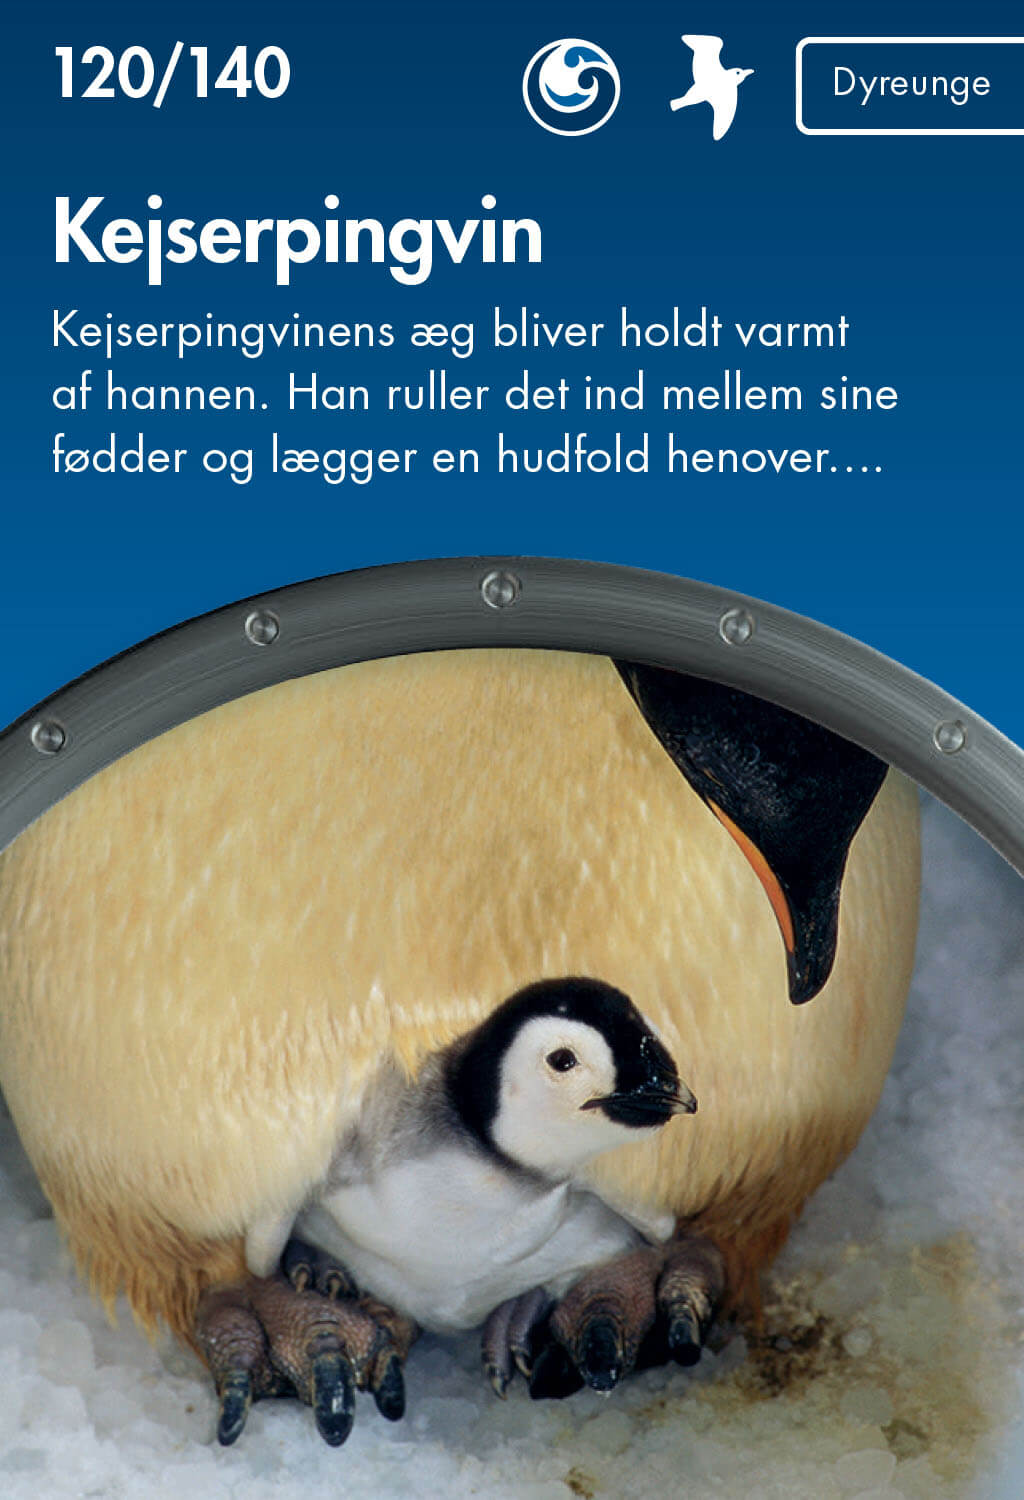 120/140
Dyreunge
Kejserpingvin
Kejserpingvinens æg bliver holdt varmt
af hannen. Han ruller det ind mellem sine
fødder og lægger en hudfold henover....